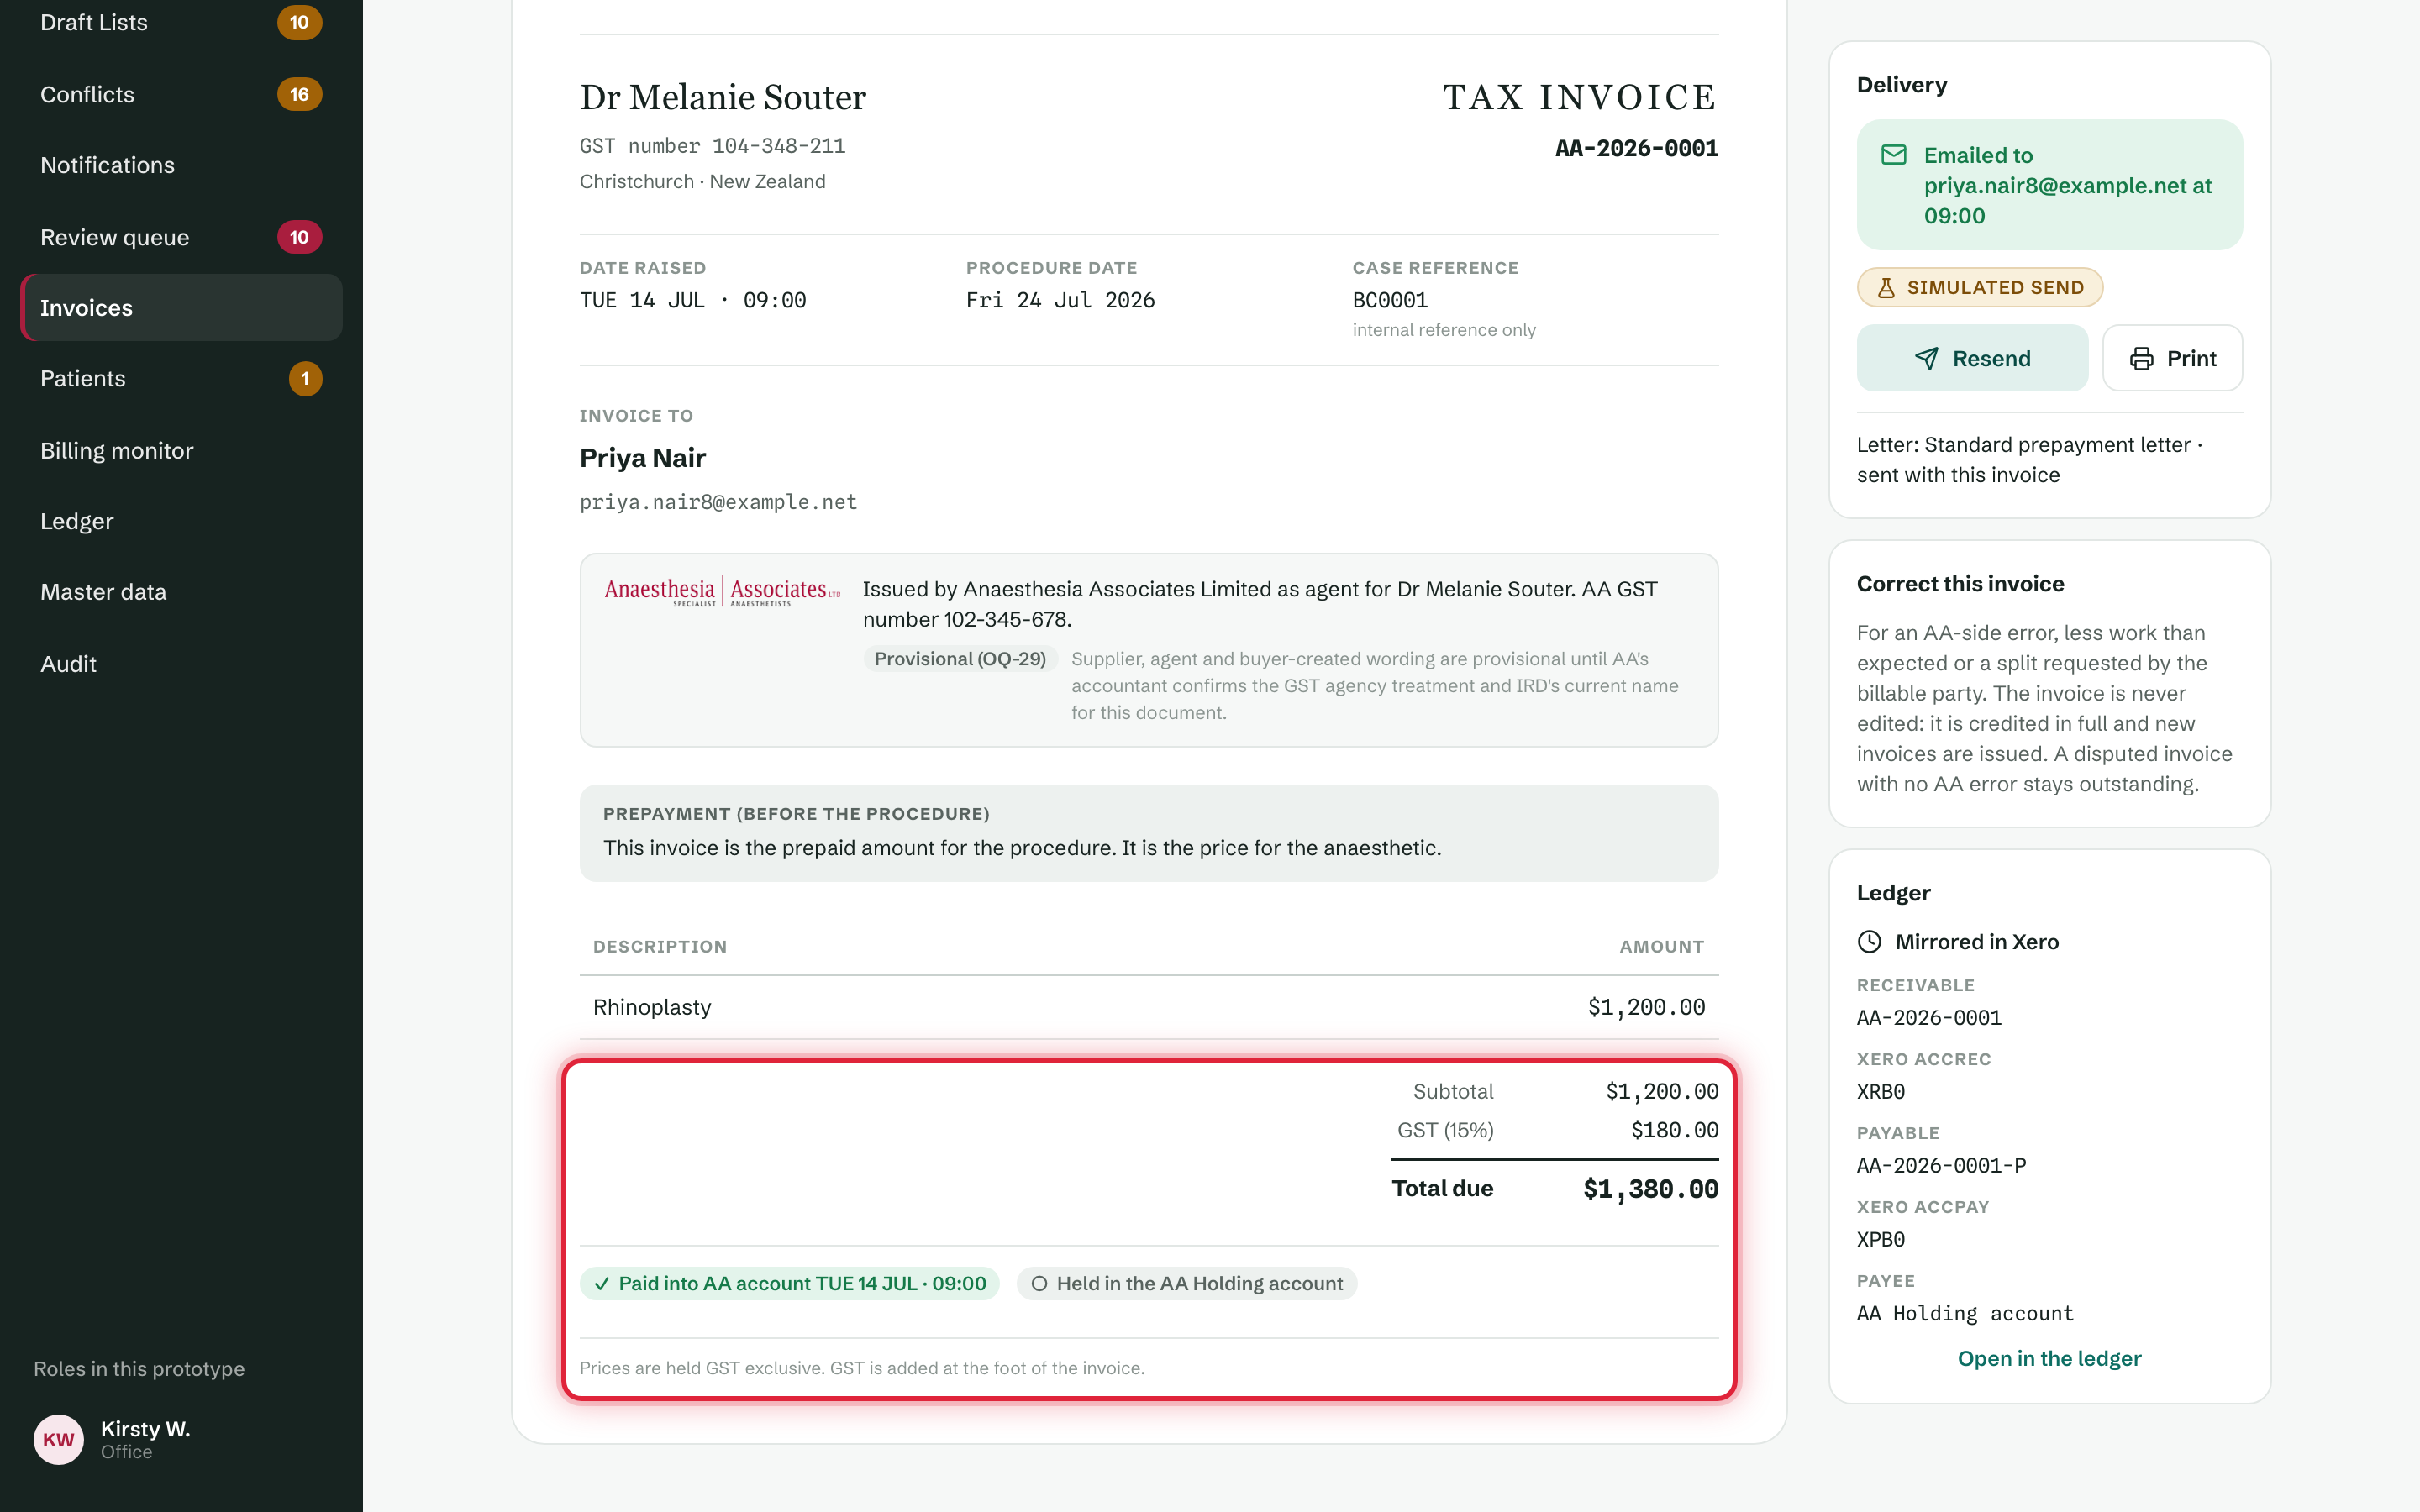 Draft Lists 10
Conflicts 16
Notifications
Review queue 10
Invoices
Patients 1
Billing monitor
Ledger
Master data
Audit
Roles in this prototype
KW
Kirsty W.
Office
Dr Melanie Souter
GST number 104-348-211
Christchurch · New Zealand
TAX INVOICE
AA-2026-0001
DATE RAISED
TUE 14 JUL · 09:00
PROCEDURE DATE
Fri 24 Jul 2026
CASE REFERENCE
BC0001
internal reference only
INVOICE TO
Priya Nair
priya.nair8@example.net
Anaesthesia Associates LTD
SPECIALIST ANAESTHETISTS
Issued by Anaesthesia Associates Limited as agent for Dr Melanie Souter. AA GST
number 102-345-678.
Provisional (OQ-29)
Supplier, agent and buyer-created wording are provisional until AA's
accountant confirms the GST agency treatment and IRD's current name
for this document.
PREPAYMENT (BEFORE THE PROCEDURE)
This invoice is the prepaid amount for the procedure. It is the price for the anaesthetic.
DESCRIPTION AMOUNT
Rhinoplasty $1,200.00
Subtotal $1,200.00
GST (15%) $180.00
Total due $1,380.00
Paid into AA account TUE 14 JUL · 09:00
Held in the AA Holding account
Prices are held GST exclusive. GST is added at the foot of the invoice.
Delivery
Emailed to
priya.nair8@example.net at
09:00
SIMULATED SEND
Resend
Print
Letter: Standard prepayment letter ·
sent with this invoice
Correct this invoice
For an AA-side error, less work than
expected or a split requested by the
billable party. The invoice is never
edited: it is credited in full and new
invoices are issued. A disputed invoice
with no AA error stays outstanding.
Ledger
Mirrored in Xero
RECEIVABLE
AA-2026-0001
XERO ACCREC
XRB0
PAYABLE
AA-2026-0001-P
XERO ACCPAY
XPB0
PAYEE
AA Holding account
Open in the ledger